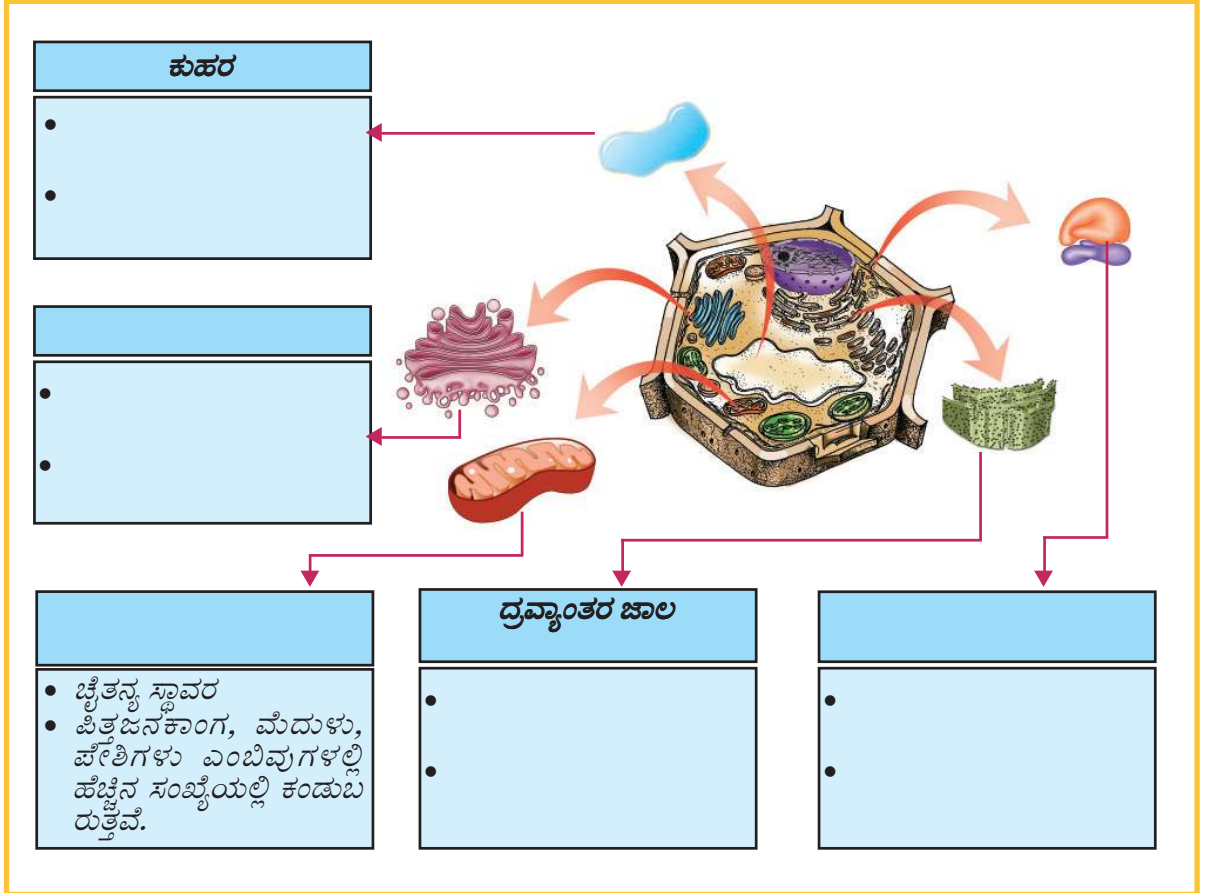 ಕುಹರ
•
•
•
•
ದ್ರವ್ಯಾಂತರ ಜಾಲ
• ಚೈತನ್ಯ ಸ್ಥಾವರ
• ಪಿತ್ತಜನಕಾಂಗ, ಮೆದುಳು,
ಪೇಶಿಗಳು ಎಂಬಿವುಗಳಲ್ಲಿ
ಹೆಚ್ಚಿನ ಸಂಖ್ಯೆಯಲ್ಲಿ ಕಂಡುಬ
ರುತ್ತವೆ.
•
•
•
•